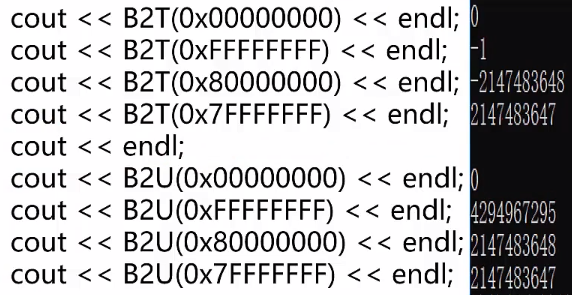 cout << B2T(0x00000000) << endl; 0
cout << B2T(0xFFFFFFFF) << endl; -1
cout << B2T(0x80000000) << endl; -2147483648
cout << B2T(0x7FFFFFFF) << endl; 2147483647
cout << endl;
cout << B2U(0x00000000) << endl; 0
cout << B2U(0xFFFFFFFF) << endl; 4294967295
cout << B2U(0x80000000) << endl; 2147483648
cout << B2U(0x7FFFFFFF) << endl; 2147483647